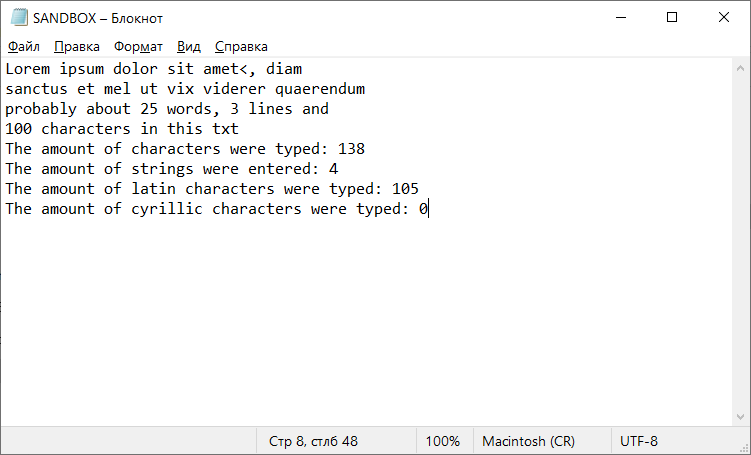 SANDBOX – Блокнот
Файл Правка Формат Вид Справка
Lorem ipsum dolor sit amet<, diam
sanctus et mel ut vix viderer quaerendum
probably about 25 words, 3 lines and
100 characters in this txt
The amount of characters were typed: 138
The amount of strings were entered: 4
The amount of latin characters were typed: 105
The amount of cyrillic characters were typed: 0
Стр 8, стлб 48 100% Macintosh (CR) UTF-8